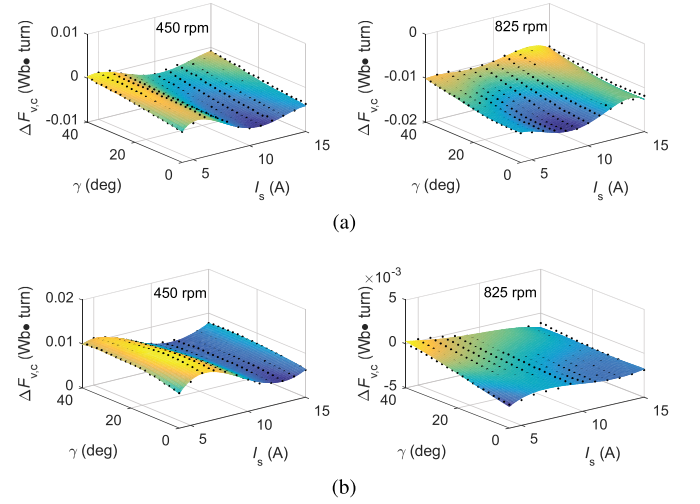 0.01
450 rpm
0
-0.01
40
20
0
5
10
15
ΔF_v,c (Wb● turn)
γ (deg)
I_s (A)
0
825 rpm
-0.01
-0.02
40
20
0
5
10
15
ΔF_v,c (Wb● turn)
γ (deg)
I_s (A)
(a)
0.02
450 rpm
0.01
0
40
20
0
5
10
15
ΔF_v,c (Wb● turn)
γ (deg)
I_s (A)
×10⁻³
5
825 rpm
0
-5
40
20
0
5
10
15
ΔF_v,c (Wb● turn)
γ (deg)
I_s (A)
(b)